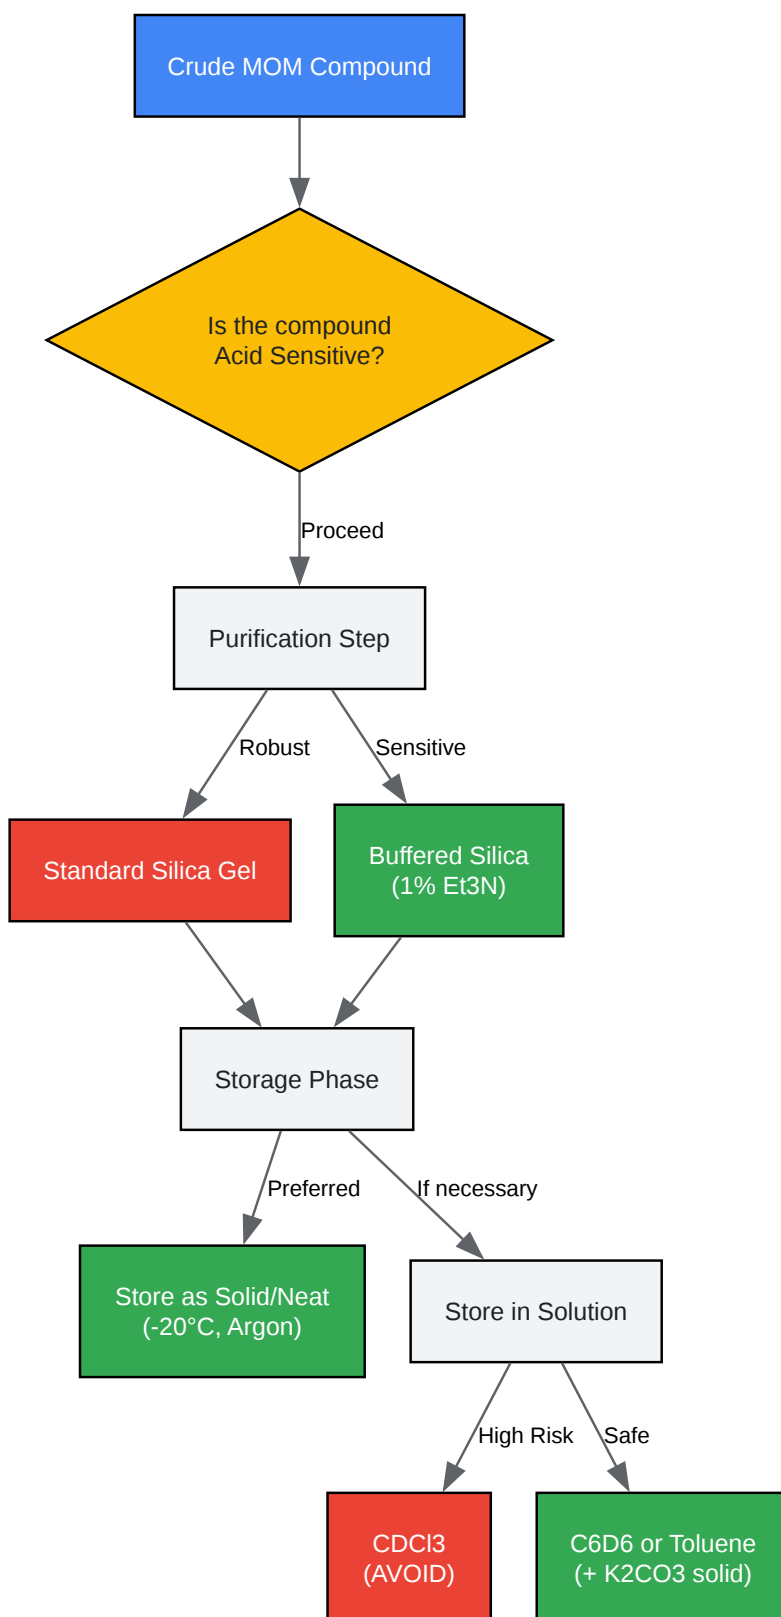 Crude MOM Compound
Is the compound
Acid Sensitive?
Proceed
Purification Step
Robust
Sensitive
Standard Silica Gel
Buffered Silica
(1% Et3N)
Storage Phase
Preferred
If necessary
Store as Solid/Neat
(-20°C, Argon)
Store in Solution
High Risk
Safe
CDCl3
(AVOID)
C6D6 or Toluene
(+ K2CO3 solid)